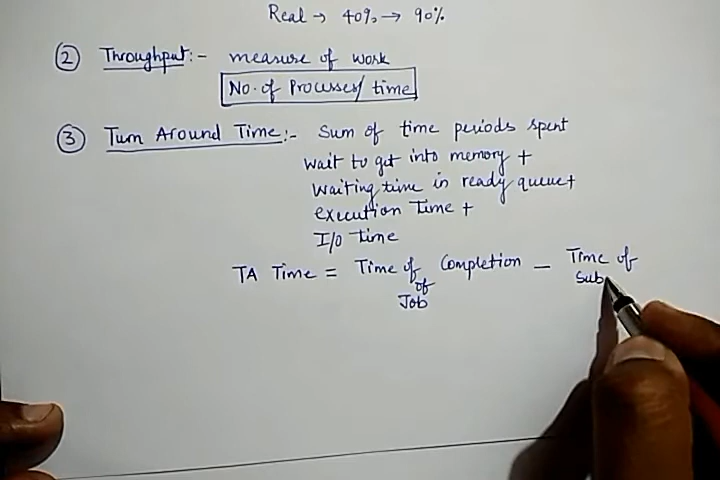 Real → 40% → 90%
② Throughput:- measure of work
No. of Processes/time
③ Turn Around Time:- Sum of time periods spent
wait to get into memory +
waiting time in ready queue +
execution Time +
I/O Time
TA Time = Time of Completion of Job - Time of Sub